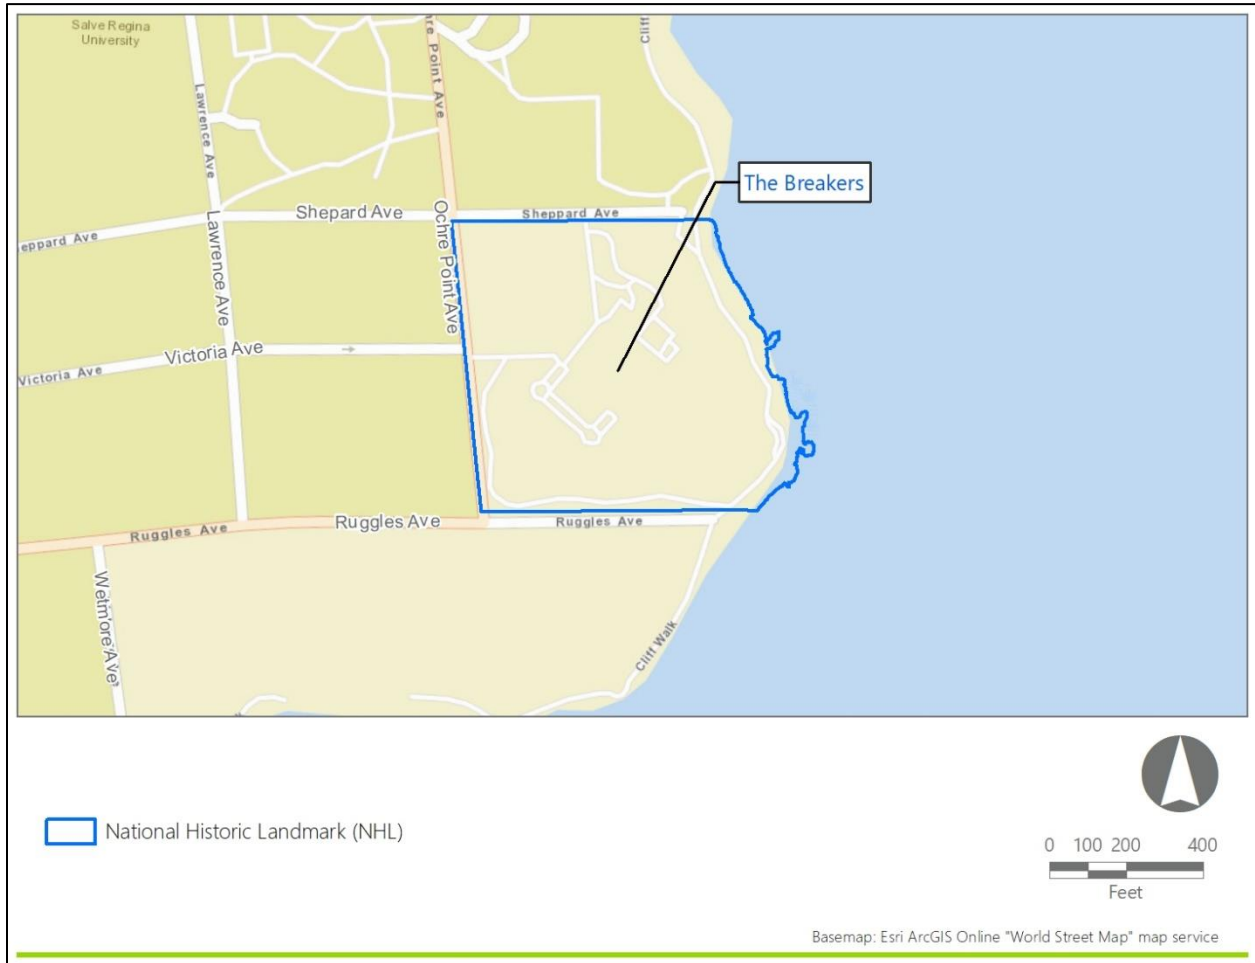 Salve Regina
University
Lawrence Ave
re Point Ave
Cliff
The Breakers
Shepard Ave
Sheppard Ave
eppard Ave
Lawrence Ave
Ochre Point Ave
Victoria Ave
Victoria Ave
Ruggles Ave
Ruggles Ave
Ruggles Ave
Wetmore Ave
Cliff Walk
National Historic Landmark (NHL)
0 100 200 400
Feet
Basemap: Esri ArcGIS Online "World Street Map" map service